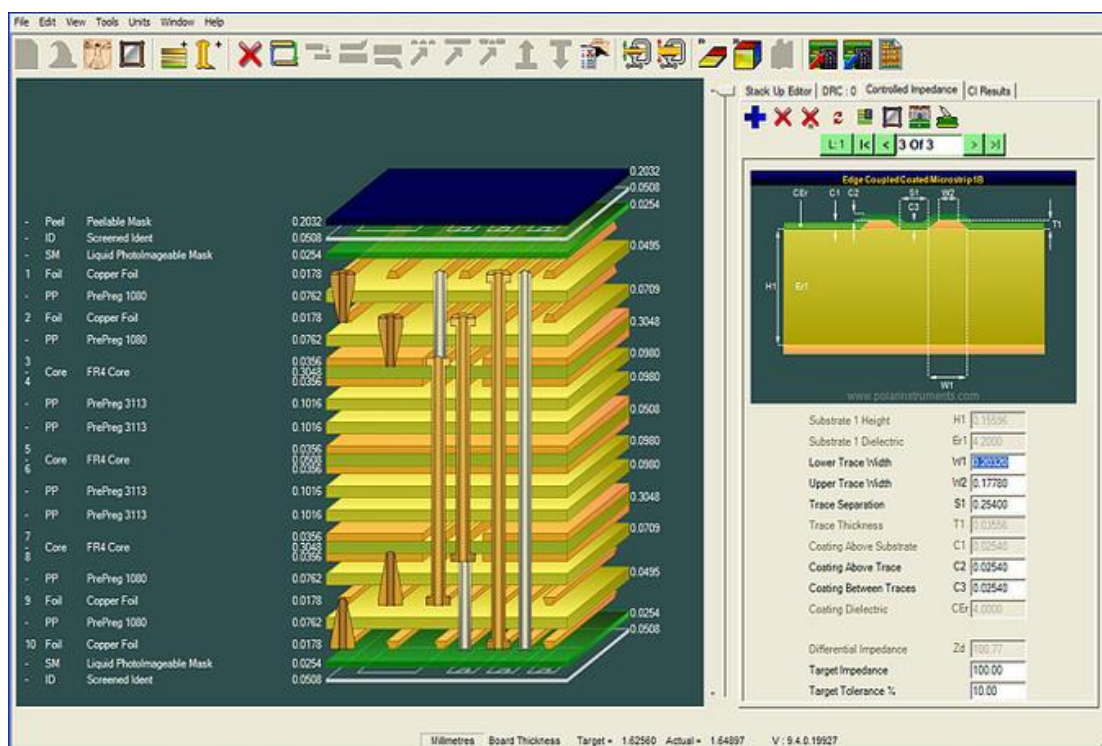 File Edit View Tools Units Window Help
Stack Up Editor DRC : 0 Controlled Impedance CI Results
L: 1 |< < 3 Of 3 > >|
Edge Coupled Coated Microstrip 1B
CEr C1 C2 S1 C3 W2 T1
H1 Er1
W1
www.polarinstruments.com
0.2032
0.0508
0.0254
- Peel Peelable Mask 0.2032
- ID Screened Ident 0.0508
- SM Liquid PhotoImageable Mask 0.0254
0.0495
1 Foil Copper Foil 0.0178
- PP PrePreg 1080 0.0762
0.0709
2 Foil Copper Foil 0.0178
- PP PrePreg 1080 0.0762
0.3048
3 0.0356
- Core FR4 Core 0.3048
4 0.0356
0.0980
0.0980
- PP PrePreg 3113 0.1016
- PP PrePreg 3113 0.1016
0.0508
5 0.0356
- Core FR4 Core 0.0508
6 0.0356
0.0980
0.0980
- PP PrePreg 3113 0.1016
- PP PrePreg 3113 0.1016
0.3048
7 0.0356
- Core FR4 Core 0.3048
8 0.0356
0.0709
- PP PrePreg 1080 0.0762
9 Foil Copper Foil 0.0178
0.0495
- PP PrePreg 1080 0.0762
10 Foil Copper Foil 0.0178
0.0254
- SM Liquid PhotoImageable Mask 0.0254
0.0508
- ID Screened Ident 0.0508
Substrate 1 Height H1 0.15596
Substrate 1 Dielectric Er1 4.2000
Lower Trace Width W1 0.20320
Upper Trace Width W2 0.17780
Trace Separation S1 0.25400
Trace Thickness T1 0.03556
Coating Above Substrate C1 0.02540
Coating Above Trace C2 0.02540
Coating Between Traces C3 0.02540
Coating Dielectric CEr 4.0000
Differential Impedance Zd 100.77
Target Impedance 100.00
Target Tolerance % 10.00
Millimetres Board Thickness Target = 1.62560 Actual = 1.64897 V : 9.4.0.19927